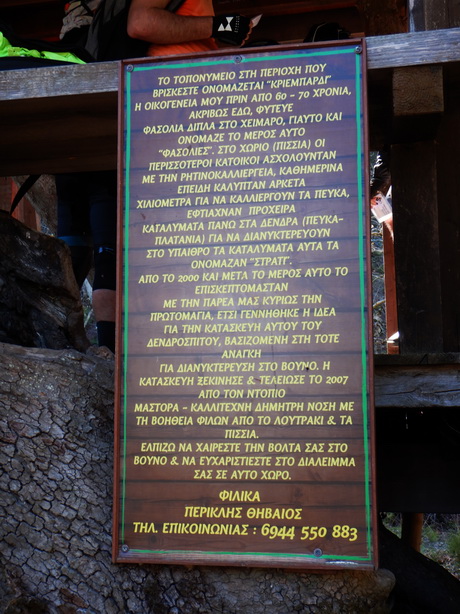 ΤΟ ΤΟΠΟΝΥΜΕΙΟ ΣΤΗ ΠΕΡΙΟΧΗ ΠΟΥ
ΒΡΙΣΚΕΣΤΕ ΟΝΟΜΑΖΕΤΑΙ "ΚΡΙΕΜΠΑΡΔΙ"
Η ΟΙΚΟΓΕΝΕΙΑ ΜΟΥ ΠΡΙΝ ΑΠΟ 60 - 70 ΧΡΟΝΙΑ,
ΑΚΡΙΒΩΣ ΕΔΩ, ΦΥΤΕΥΕ
ΦΑΣΟΛΙΑ ΔΙΠΛΑ ΣΤΟ ΧΕΙΜΑΡΟ, ΓΙΑΥΤΟ ΚΑΙ
ΟΝΟΜΑΖΕ ΤΟ ΜΕΡΟΣ ΑΥΤΟ
"ΦΑΣΟΛΙΕΣ". ΣΤΟ ΧΩΡΙΟ (ΠΙΣΣΙΑ) ΟΙ
ΠΕΡΙΣΣΟΤΕΡΟΙ ΚΑΤΟΙΚΟΙ ΑΣΧΟΛΟΥΝΤΑΝ
ΜΕ ΤΗΝ ΡΗΤΙΝΟΚΑΛΛΙΕΡΓΕΙΑ, ΚΑΘΗΜΕΡΙΝΑ
ΕΠΕΙΔΗ ΚΑΛΥΠΤΑΝ ΑΡΚΕΤΑ
ΧΙΛΙΟΜΕΤΡΑ ΓΙΑ ΝΑ ΚΑΛΛΙΕΡΓΟΥΝ ΤΑ ΠΕΥΚΑ,
ΕΦΤΙΑΧΝΑΝ ΠΡΟΧΕΙΡΑ
ΚΑΤΑΛΥΜΑΤΑ ΠΑΝΩ ΣΤΑ ΔΕΝΔΡΑ (ΠΕΥΚΑ-
ΠΛΑΤΑΝΙΑ) ΓΙΑ ΝΑ ΔΙΑΝΥΚΤΕΡΕΥΟΥΝ
ΣΤΟ ΥΠΑΙΘΡΟ ΤΑ ΚΑΤΑΛΥΜΑΤΑ ΑΥΤΑ ΤΑ
ΟΝΟΜΑΖΑΝ "ΣΤΡΑΤΙ".
ΑΠΟ ΤΟ 2000 ΚΑΙ ΜΕΤΑ ΤΟ ΜΕΡΟΣ ΑΥΤΟ ΤΟ
ΕΠΙΣΚΕΠΤΟΜΑΣΤΑΝ
ΜΕ ΤΗΝ ΠΑΡΕΑ ΜΑΣ ΚΥΡΙΩΣ ΤΗΝ
ΠΡΩΤΟΜΑΓΙΑ, ΕΤΣΙ ΓΕΝΝΗΘΗΚΕ Η ΙΔΕΑ
ΓΙΑ ΤΗΝ ΚΑΤΑΣΚΕΥΗ ΑΥΤΟΥ ΤΟΥ
ΔΕΝΔΡΟΣΠΙΤΟΥ, ΒΑΣΙΖΟΜΕΝΗ ΣΤΗ ΤΟΤΕ
ΑΝΑΓΚΗ
ΓΙΑ ΔΙΑΝΥΚΤΕΡΕΥΣΗ ΣΤΟ ΒΟΥΝΟ. Η
ΚΑΤΑΣΚΕΥΗ ΞΕΚΙΝΗΣΕ & ΤΕΛΕΙΩΣΕ ΤΟ 2007
ΑΠΟ ΤΟΝ ΝΤΟΠΙΟ
ΜΑΣΤΟΡΑ - ΚΑΛΛΙΤΕΧΝΗ ΔΗΜΗΤΡΗ ΝΟΣΗ ΜΕ
ΤΗ ΒΟΗΘΕΙΑ ΦΙΛΩΝ ΑΠΟ ΤΟ ΛΟΥΤΡΑΚΙ & ΤΑ
ΠΙΣΣΙΑ.
ΕΛΠΙΖΩ ΝΑ ΧΑΙΡΕΣΤΕ ΤΗΝ ΒΟΛΤΑ ΣΑΣ ΣΤΟ
ΒΟΥΝΟ & ΝΑ ΕΥΧΑΡΙΣΤΙΕΣΤΕ ΣΤΟ ΔΙΑΛΕΙΜΜΑ
ΣΑΣ ΣΕ ΑΥΤΟ ΧΩΡΟ.
ΦΙΛΙΚΑ
ΠΕΡΙΚΛΗΣ ΘΗΒΑΙΟΣ
ΤΗΛ. ΕΠΙΚΟΙΝΩΝΙΑΣ : 6944 550 883